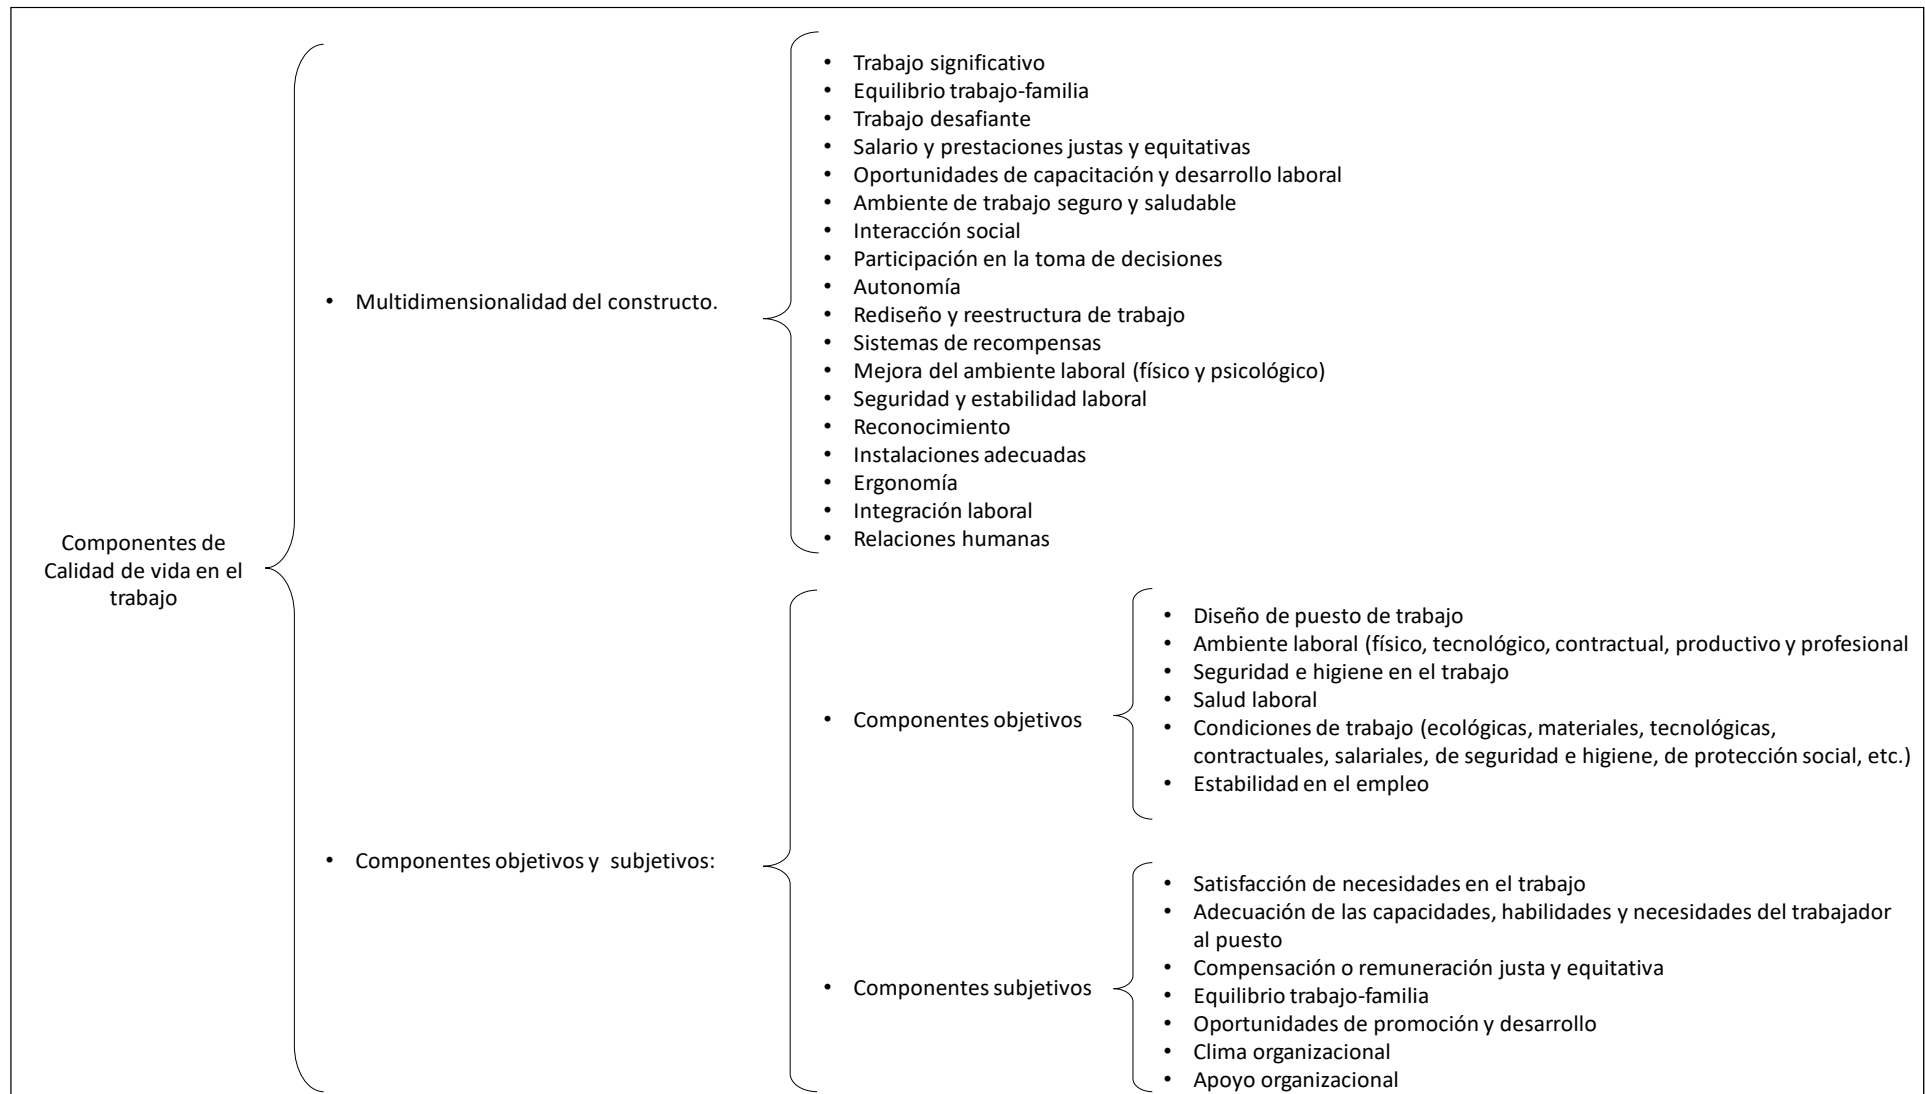 Componentes de
Calidad de vida en el
trabajo
• Multidimensionalidad del constructo.
• Trabajo significativo
• Equilibrio trabajo-familia
• Trabajo desafiante
• Salario y prestaciones justas y equitativas
• Oportunidades de capacitación y desarrollo laboral
• Ambiente de trabajo seguro y saludable
• Interacción social
• Participación en la toma de decisiones
• Autonomía
• Rediseño y reestructura de trabajo
• Sistemas de recompensas
• Mejora del ambiente laboral (físico y psicológico)
• Seguridad y estabilidad laboral
• Reconocimiento
• Instalaciones adecuadas
• Ergonomía
• Integración laboral
• Relaciones humanas
• Componentes objetivos y subjetivos:
• Componentes objetivos
• Diseño de puesto de trabajo
• Ambiente laboral (físico, tecnológico, contractual, productivo y profesional
• Seguridad e higiene en el trabajo
• Salud laboral
• Condiciones de trabajo (ecológicas, materiales, tecnológicas,
contractuales, salariales, de seguridad e higiene, de protección social, etc.)
• Estabilidad en el empleo
• Componentes subjetivos
• Satisfacción de necesidades en el trabajo
• Adecuación de las capacidades, habilidades y necesidades del trabajador
al puesto
• Compensación o remuneración justa y equitativa
• Equilibrio trabajo-familia
• Oportunidades de promoción y desarrollo
• Clima organizacional
• Apoyo organizacional